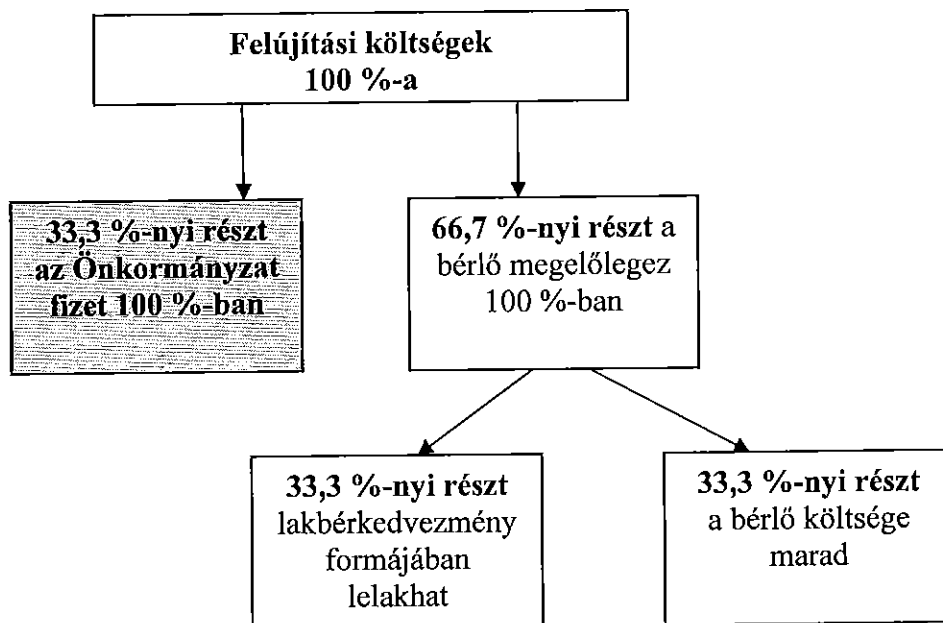 Felújítási költségek
100 %-a
33,3 %-nyi részt
az Önkormányzat
fizet 100 %-ban
66,7 %-nyi részt a
bérlő megelőlegez
100 %-ban
33,3 %-nyi részt
lakbérkedvezmény
formájában
lelakhat
33,3 %-nyi részt
a bérlő költsége
marad